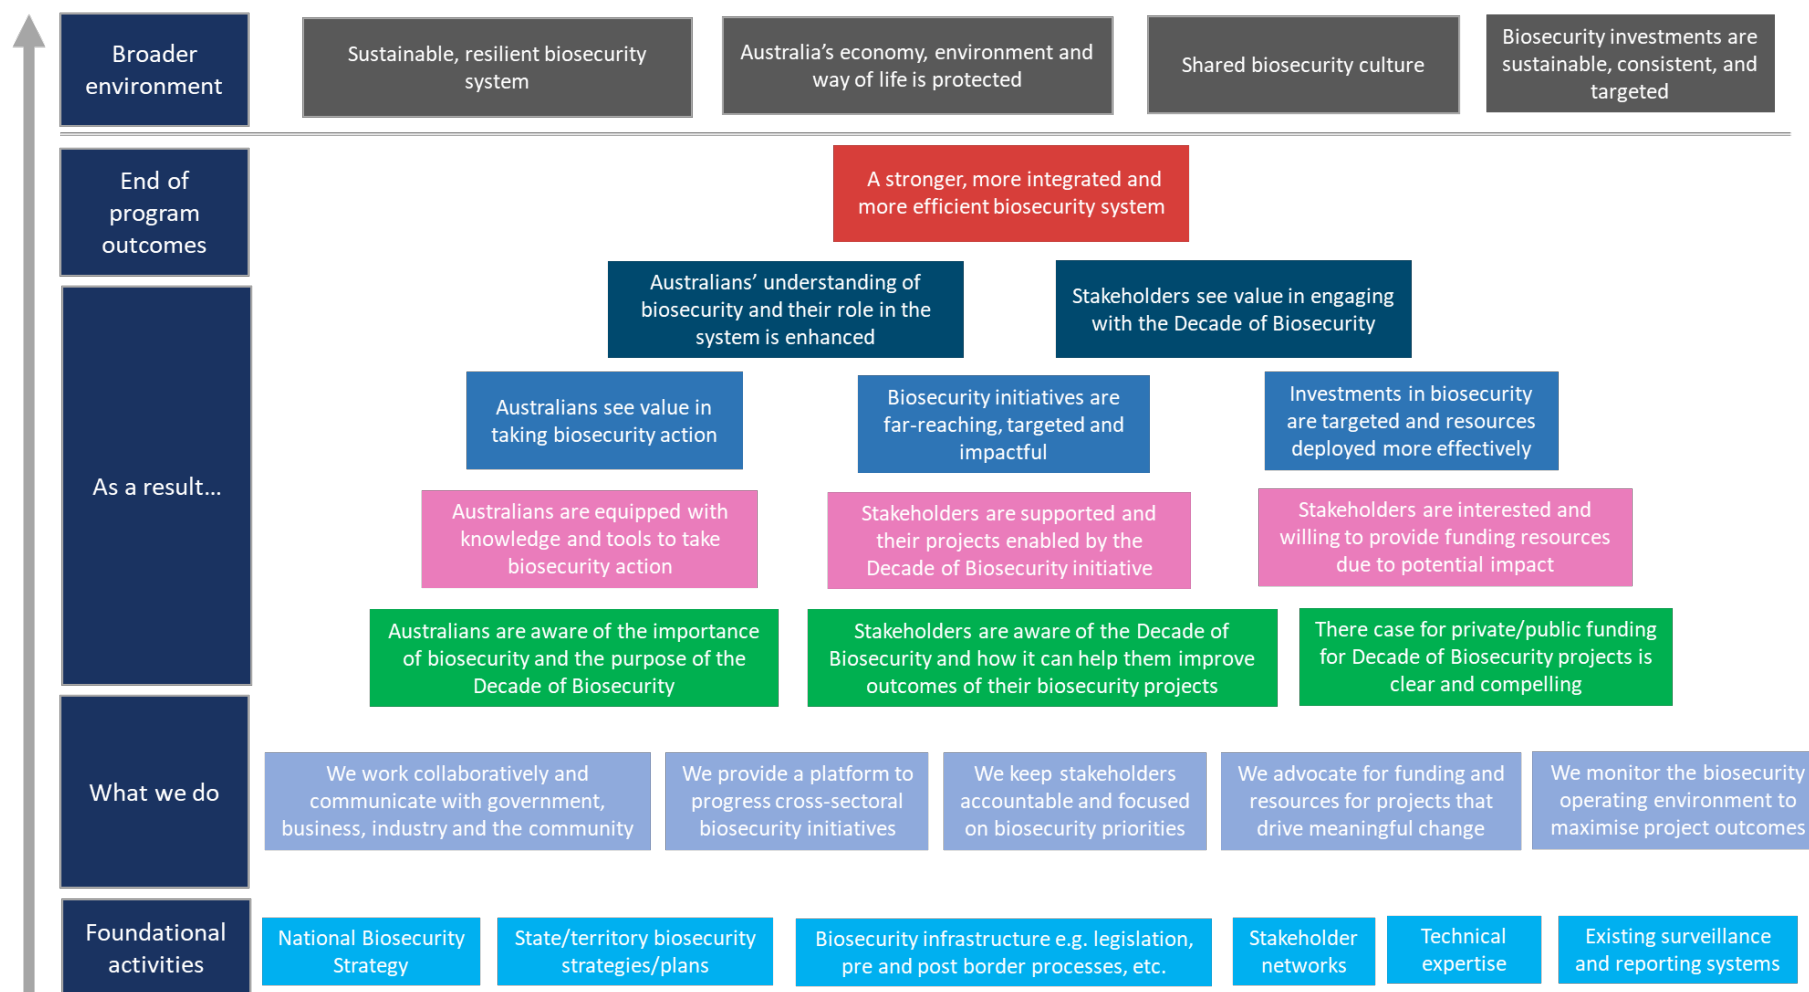 Broader
environment
Sustainable, resilient biosecurity
system
Australia's economy, environment and
way of life is protected
Shared biosecurity culture
Biosecurity investments are
sustainable, consistent, and
targeted
End of
program
outcomes
A stronger, more integrated and
more efficient biosecurity system
As a result...
Australians' understanding of
biosecurity and their role in the
system is enhanced
Stakeholders see value in engaging
with the Decade of Biosecurity
Australians see value in
taking biosecurity action
Biosecurity initiatives are
far-reaching, targeted and
impactful
Investments in biosecurity
are targeted and resources
deployed more effectively
Australians are equipped with
knowledge and tools to take
biosecurity action
Stakeholders are supported and
their projects enabled by the
Decade of Biosecurity initiative
Stakeholders are interested and
willing to provide funding resources
due to potential impact
Australians are aware of the importance
of biosecurity and the purpose of the
Decade of Biosecurity
Stakeholders are aware of the Decade of
Biosecurity and how it can help them improve
outcomes of their biosecurity projects
There case for private/public funding
for Decade of Biosecurity projects is
clear and compelling
What we do
We work collaboratively and
communicate with government,
business, industry and the community
We provide a platform to
progress cross-sectoral
biosecurity initiatives
We keep stakeholders
accountable and focused
on biosecurity priorities
We advocate for funding and
resources for projects that
drive meaningful change
We monitor the biosecurity
operating environment to
maximise project outcomes
Foundational
activities
National Biosecurity
Strategy
State/territory biosecurity
strategies/plans
Biosecurity infrastructure e.g. legislation,
pre and post border processes, etc.
Stakeholder
networks
Technical
expertise
Existing surveillance
and reporting systems